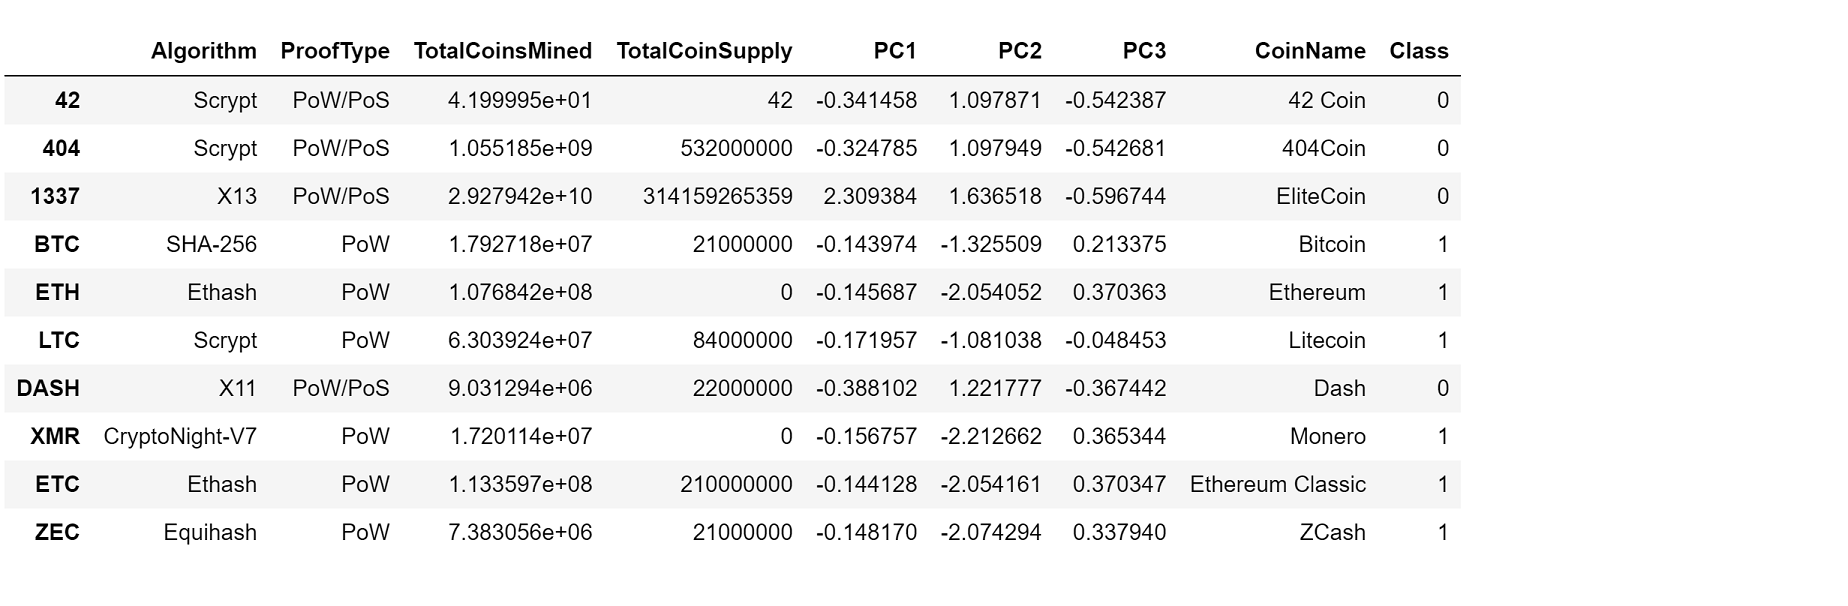 Algorithm ProofType TotalCoinsMined TotalCoinSupply PC1 PC2 PC3 CoinName Class
42 Scrypt PoW/PoS 4.199995e+01 42 -0.341458 1.097871 -0.542387 42 Coin 0
404 Scrypt PoW/PoS 1.055185e+09 532000000 -0.324785 1.097949 -0.542681 404Coin 0
1337 X13 PoW/PoS 2.927942e+10 314159265359 2.309384 1.636518 -0.596744 EliteCoin 0
BTC SHA-256 PoW 1.792718e+07 21000000 -0.143974 -1.325509 0.213375 Bitcoin 1
ETH Ethash PoW 1.076842e+08 0 -0.145687 -2.054052 0.370363 Ethereum 1
LTC Scrypt PoW 6.303924e+07 84000000 -0.171957 -1.081038 -0.048453 Litecoin 1
DASH X11 PoW/PoS 9.031294e+06 22000000 -0.388102 1.221777 -0.367442 Dash 0
XMR CryptoNight-V7 PoW 1.720114e+07 0 -0.156757 -2.212662 0.365344 Monero 1
ETC Ethash PoW 1.133597e+08 210000000 -0.144128 -2.054161 0.370347 Ethereum Classic 1
ZEC Equihash PoW 7.383056e+06 21000000 -0.148170 -2.074294 0.337940 ZCash 1